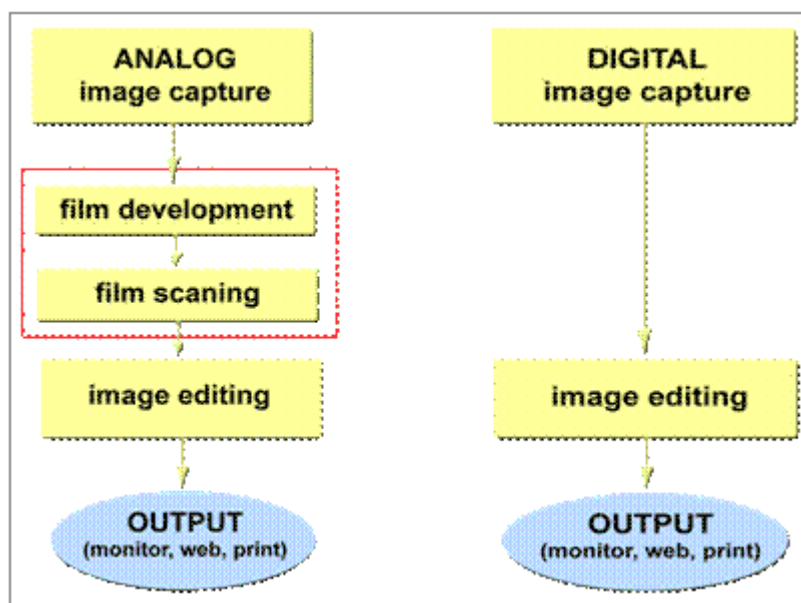 ANALOG
image capture
film development
film scaning
image editing
OUTPUT
(monitor, web, print)
DIGITAL
image capture
image editing
OUTPUT
(monitor, web, print)